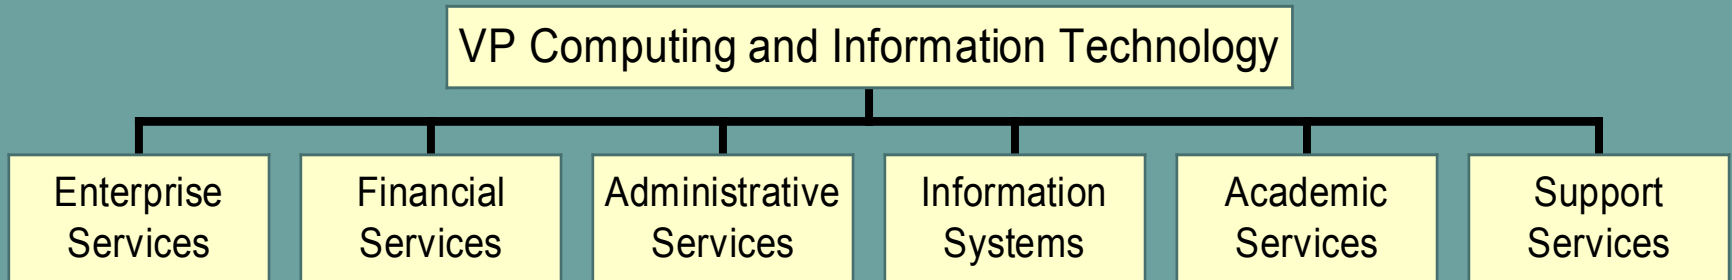 VP Computing and Information Technology
Enterprise
Services
Financial
Services
Administrative
Services
Information
Systems
Academic
Services
Support
Services